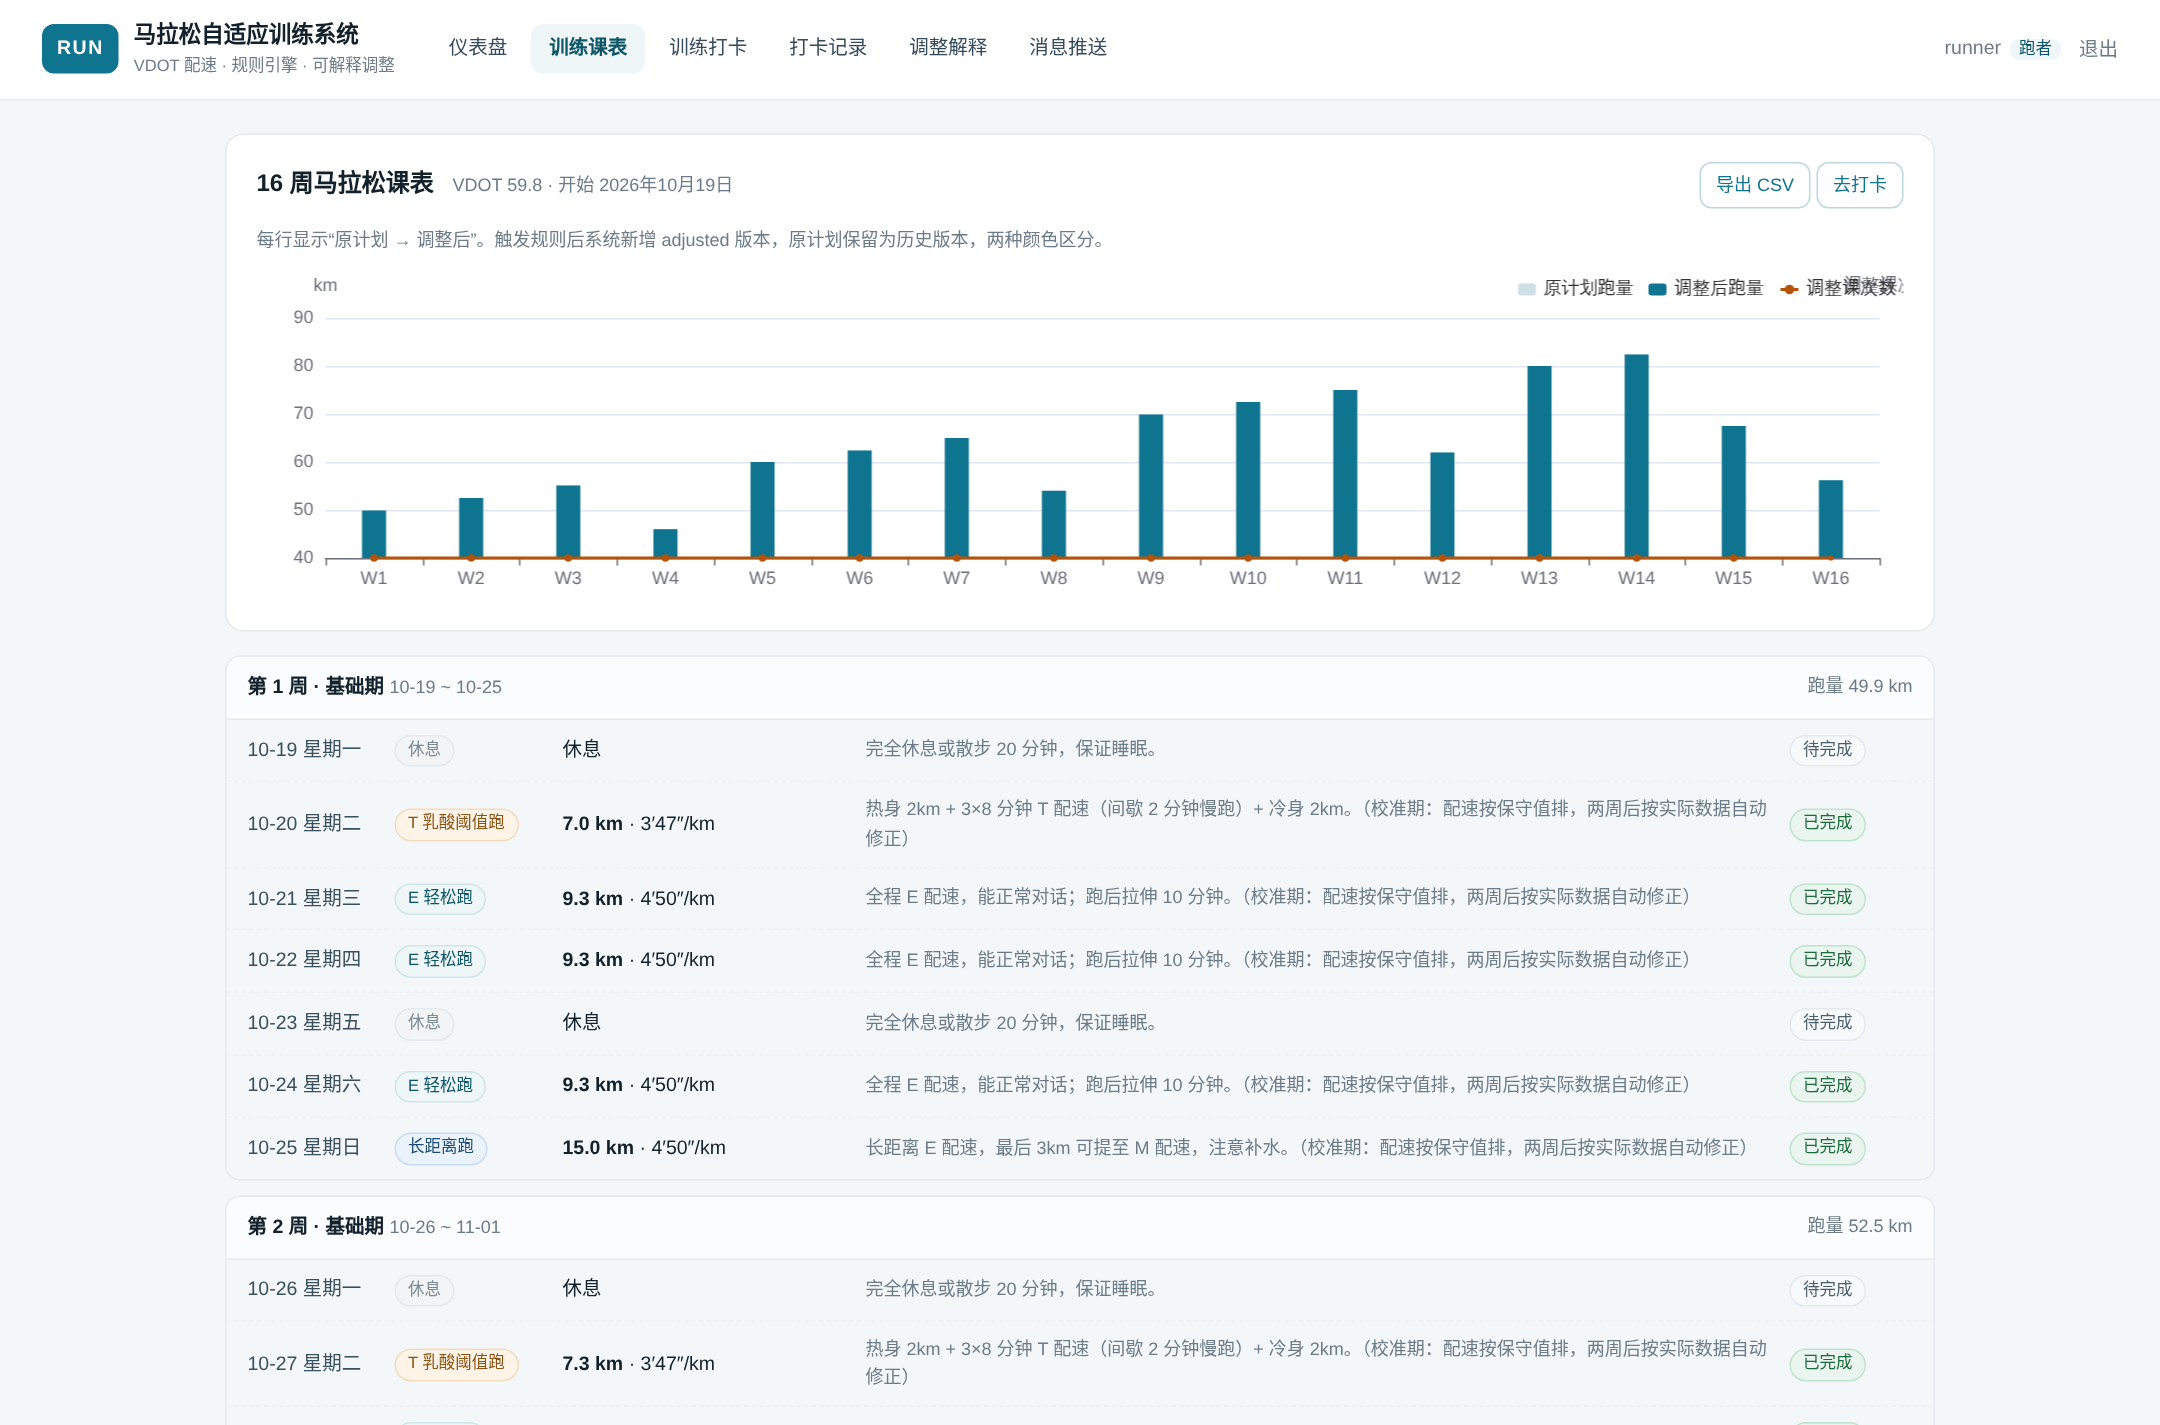 RUN
马拉松自适应训练系统
VDOT 配速 · 规则引擎 · 可解释调整
仪表盘
训练课表
训练打卡
打卡记录
调整解释
消息推送
runner
跑者
退出
16 周马拉松课表
VDOT 59.8 · 开始 2026年10月19日
导出 CSV
去打卡
每行显示“原计划 → 调整后”。触发规则后系统新增 adjusted 版本，原计划保留为历史版本，两种颜色区分。
km
原计划跑量
调整后跑量
调整课次数
90
80
70
60
50
40
W1
W2
W3
W4
W5
W6
W7
W8
W9
W10
W11
W12
W13
W14
W15
W16
第 1 周 · 基础期 10-19 ~ 10-25
跑量 49.9 km
10-19 星期一
休息
休息
完全休息或散步 20 分钟，保证睡眠。
待完成
10-20 星期二
T 乳酸阈值跑
7.0 km · 3′47″/km
热身 2km + 3×8 分钟 T 配速（间歇 2 分钟慢跑）+ 冷身 2km。（校准期：配速按保守值排，两周后按实际数据自动
修正）
已完成
10-21 星期三
E 轻松跑
9.3 km · 4′50″/km
全程 E 配速，能正常对话；跑后拉伸 10 分钟。（校准期：配速按保守值排，两周后按实际数据自动修正）
已完成
10-22 星期四
E 轻松跑
9.3 km · 4′50″/km
全程 E 配速，能正常对话；跑后拉伸 10 分钟。（校准期：配速按保守值排，两周后按实际数据自动修正）
已完成
10-23 星期五
休息
休息
完全休息或散步 20 分钟，保证睡眠。
待完成
10-24 星期六
E 轻松跑
9.3 km · 4′50″/km
全程 E 配速，能正常对话；跑后拉伸 10 分钟。（校准期：配速按保守值排，两周后按实际数据自动修正）
已完成
10-25 星期日
长距离跑
15.0 km · 4′50″/km
长距离 E 配速，最后 3km 可提至 M 配速，注意补水。（校准期：配速按保守值排，两周后按实际数据自动修正）
已完成
第 2 周 · 基础期 10-26 ~ 11-01
跑量 52.5 km
10-26 星期一
休息
休息
完全休息或散步 20 分钟，保证睡眠。
待完成
10-27 星期二
T 乳酸阈值跑
7.3 km · 3′47″/km
热身 2km + 3×8 分钟 T 配速（间歇 2 分钟慢跑）+ 冷身 2km。（校准期：配速按保守值排，两周后按实际数据自动
修正）
已完成